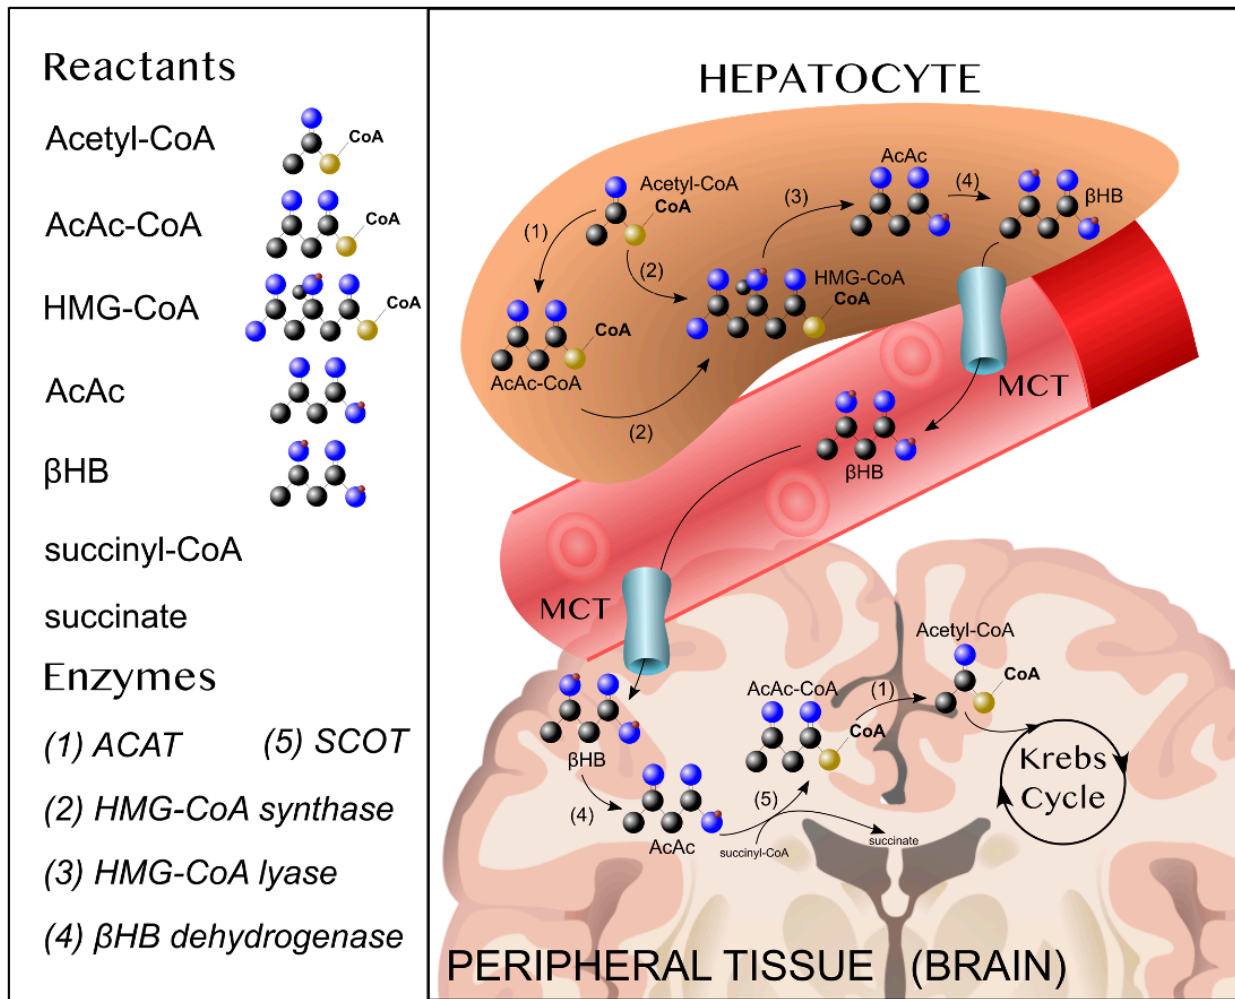 Reactants
Acetyl-CoA
CoA
AcAc-CoA
CoA
HMG-CoA
CoA
AcAc
βHB
succinyl-CoA
succinate
Enzymes
(1) ACAT
(5) SCOT
(2) HMG-CoA synthase
(3) HMG-CoA lyase
(4) βHB dehydrogenase
HEPATOCYTE
Acetyl-CoA
CoA
(1)
(2)
AcAc-CoA
CoA
(2)
HMG-CoA
CoA
(3)
AcAc
(4)
βHB
MCT
βHB
MCT
βHB
(4)
AcAc
succinyl-CoA
(5)
succinate
AcAc-CoA
CoA
(1)
Acetyl-CoA
CoA
Krebs
Cycle
PERIPHERAL TISSUE (BRAIN)